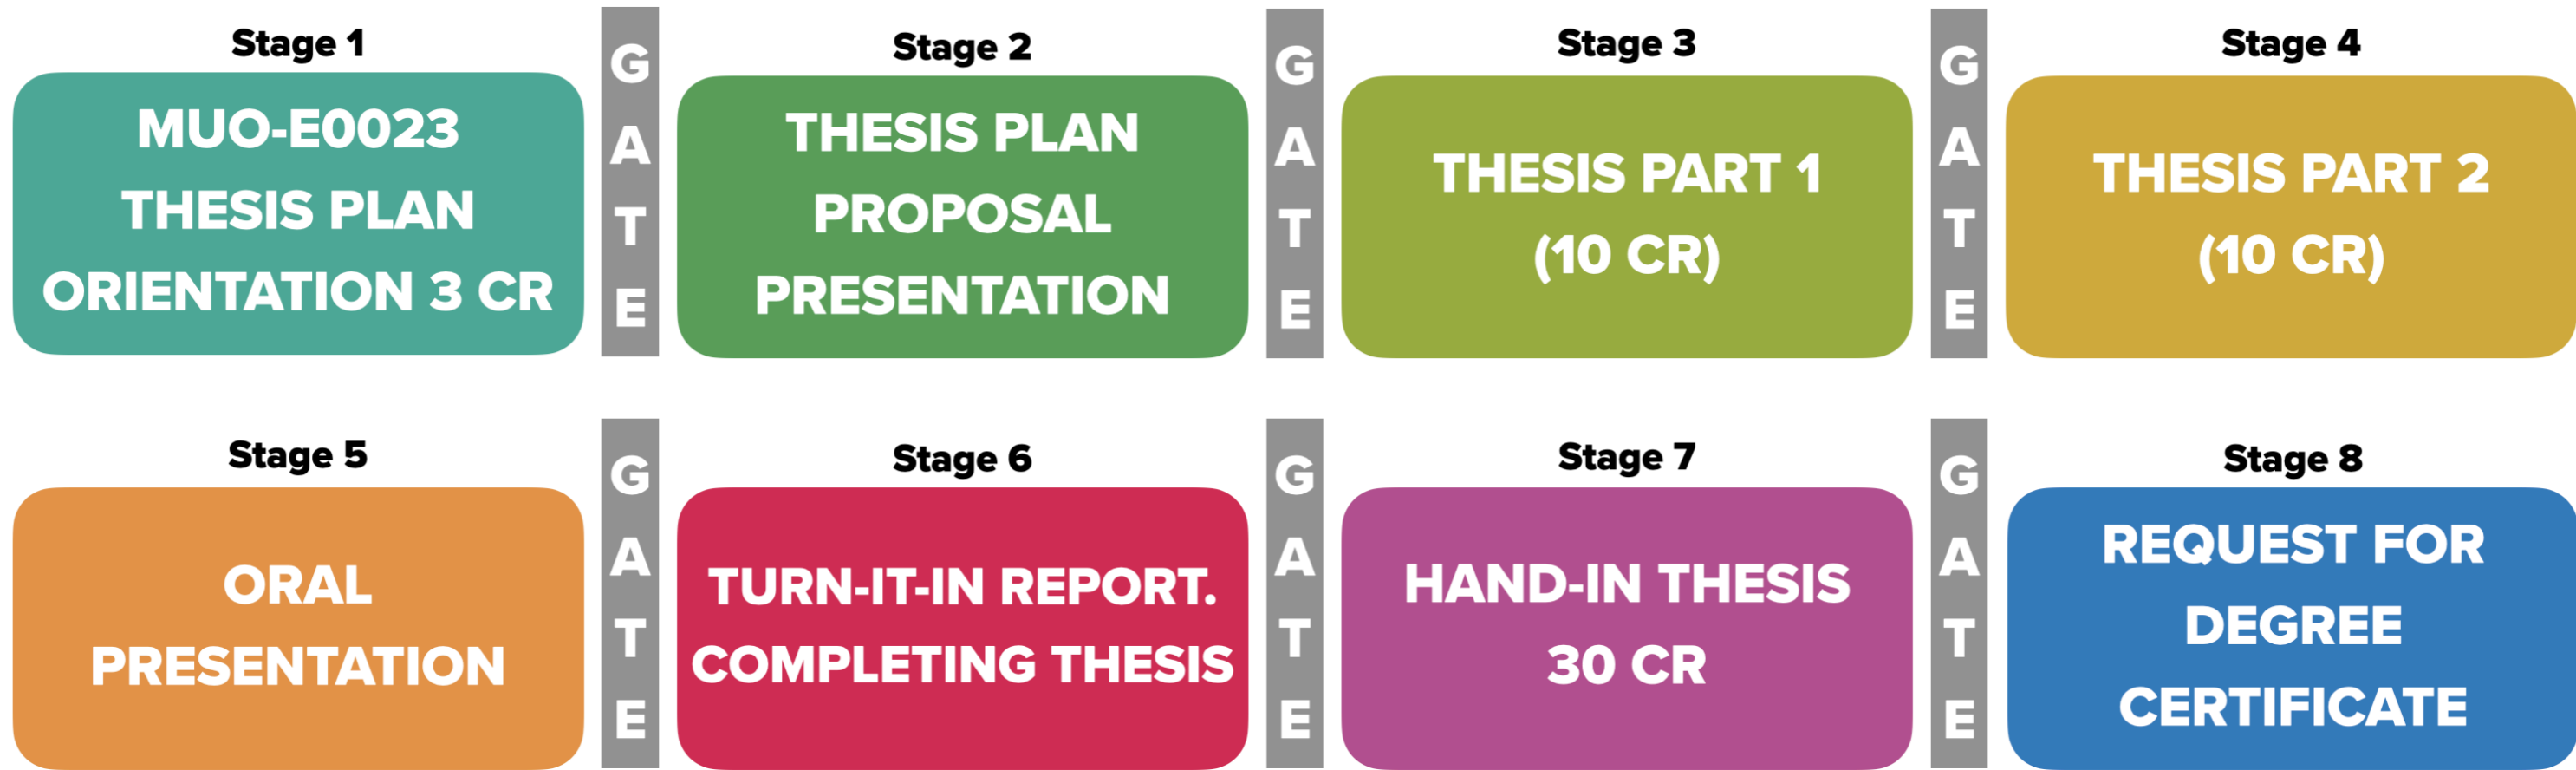 Stage 1
MUO-E0023
THESIS PLAN
ORIENTATION 3 CR
GATE
Stage 2
THESIS PLAN
PROPOSAL
PRESENTATION
GATE
Stage 3
THESIS PART 1
(10 CR)
GATE
Stage 4
THESIS PART 2
(10 CR)
Stage 5
ORAL
PRESENTATION
GATE
Stage 6
TURN-IT-IN REPORT.
COMPLETING THESIS
GATE
Stage 7
HAND-IN THESIS
30 CR
GATE
Stage 8
REQUEST FOR
DEGREE
CERTIFICATE